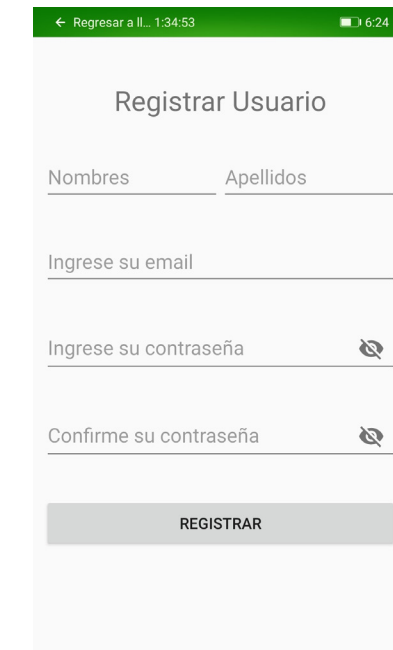 Regresar a ll... 1:34:53 6:24
Registrar Usuario
Nombres Apellidos
Ingrese su email
Ingrese su contraseña
Confirme su contraseña
REGISTRAR